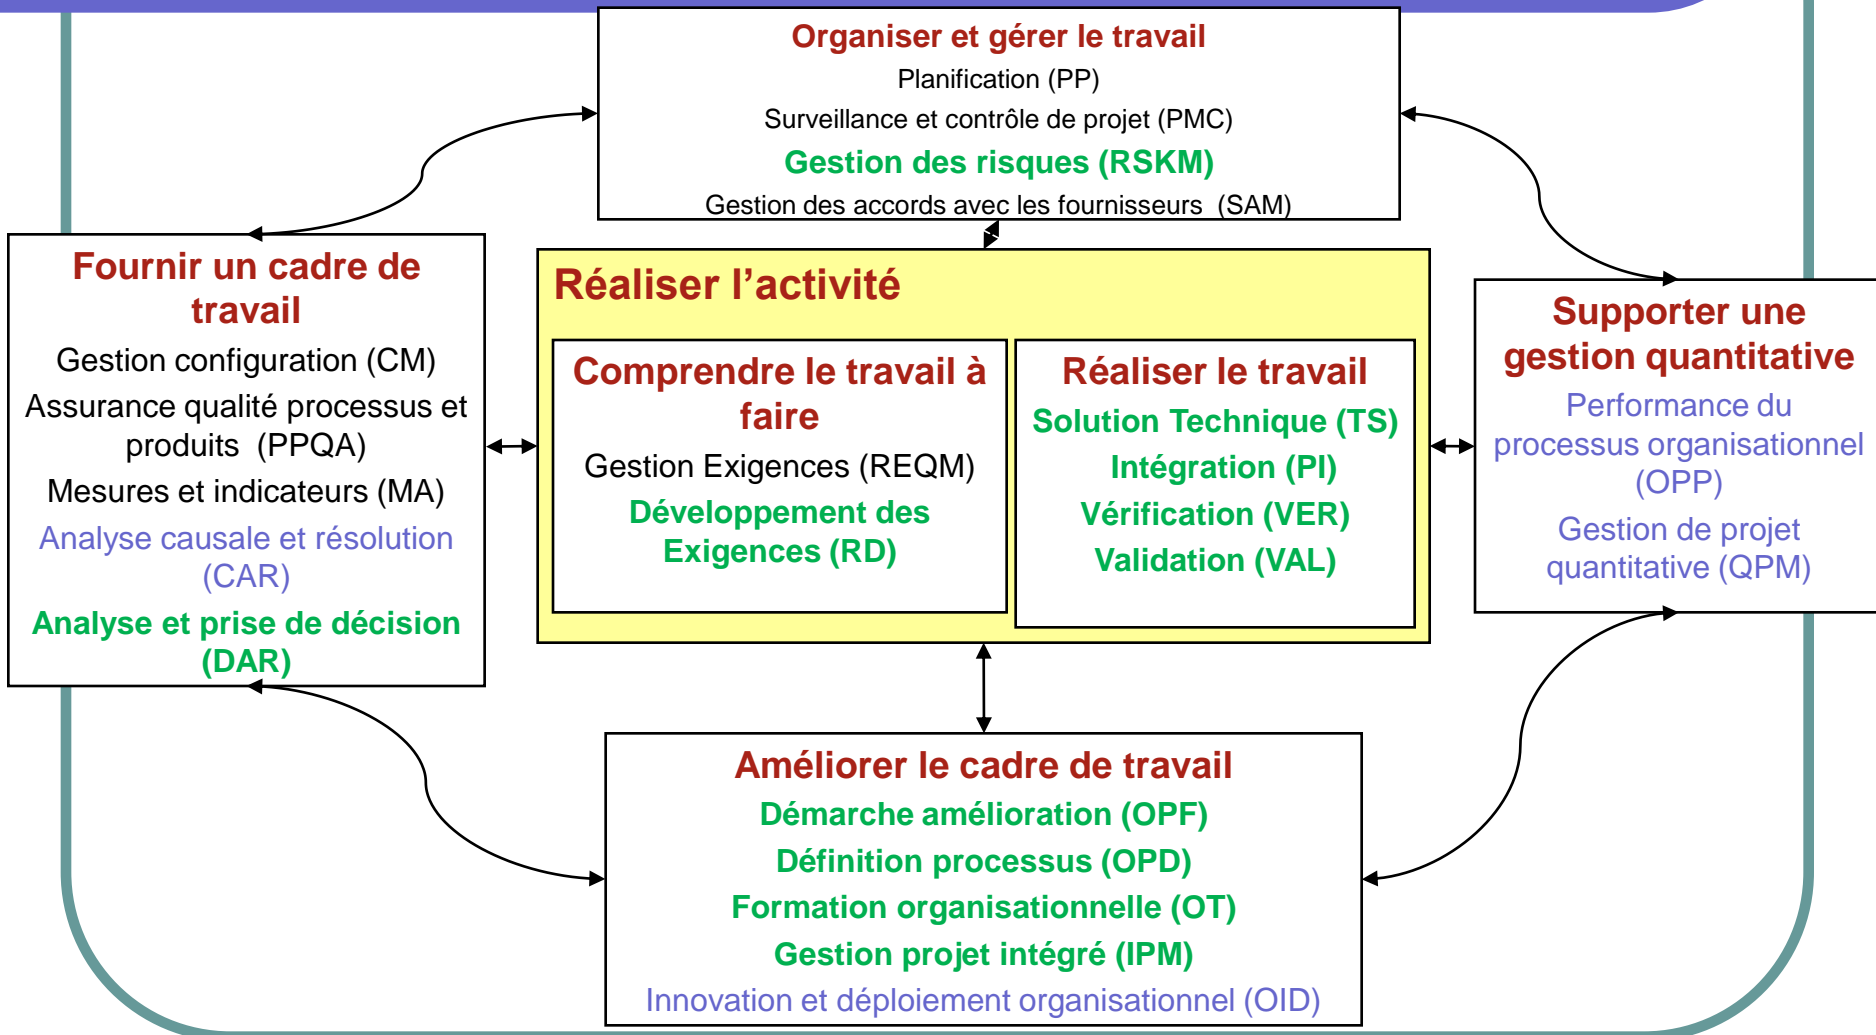 Organiser et gérer le travail
Planification (PP)
Surveillance et contrôle de projet (PMC)
Gestion des risques (RSKM)
Gestion des accords avec les fournisseurs  (SAM)
Fournir un cadre de
travail
Gestion configuration (CM)
Assurance qualité processus et
produits  (PPQA)
Mesures et indicateurs (MA)
Analyse causale et résolution
(CAR)
Analyse et prise de décision
(DAR)
Réaliser l’activité
Comprendre le travail à
faire
Gestion Exigences (REQM)
Développement des
Exigences (RD)
Réaliser le travail
Solution Technique (TS)
Intégration (PI)
Vérification (VER)
Validation (VAL)
Supporter une
gestion quantitative
Performance du
processus organisationnel
(OPP)
Gestion de projet
quantitative (QPM)
Améliorer le cadre de travail
Démarche amélioration (OPF)
Définition processus (OPD)
Formation organisationnelle (OT)
Gestion projet intégré (IPM)
Innovation et déploiement organisationnel (OID)